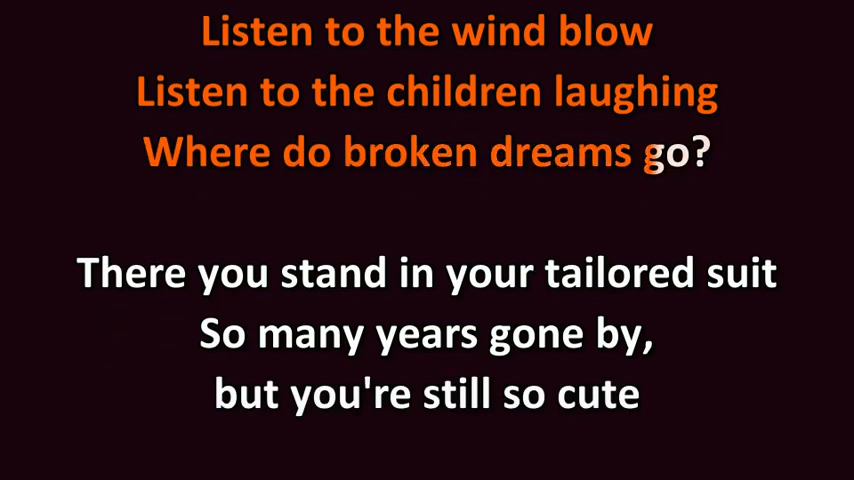 Listen to the wind blow
Listen to the children laughing
Where do broken dreams go?
There you stand in your tailored suit
So many years gone by,
but you're still so cute